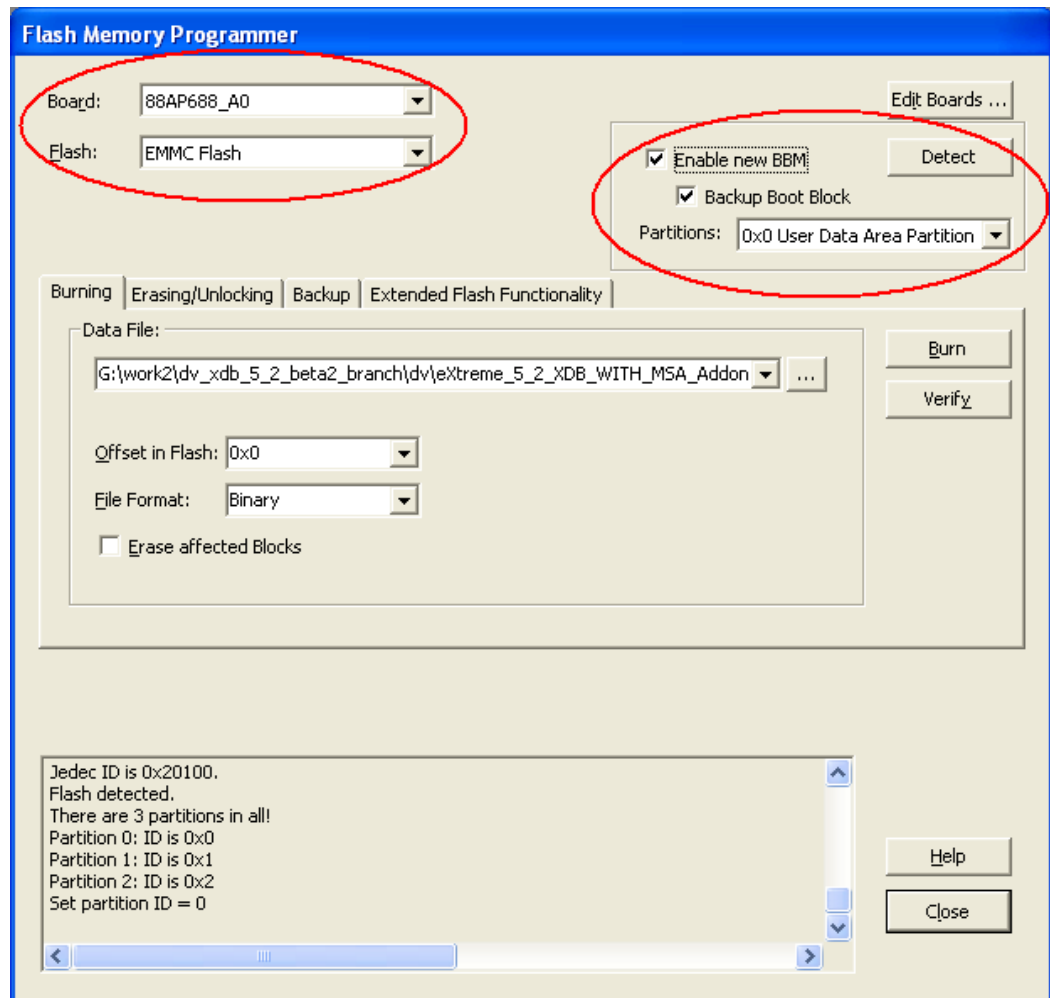 Flash Memory Programmer
Board: 88AP688_A0
Edit Boards ...
Flash: EMMC Flash
Enable new BBM Detect
Backup Boot Block
Partitions: 0x0 User Data Area Partition
Burning Erasing/Unlocking Backup Extended Flash Functionality
Data File:
Burn
G:\work2\dv_xdb_5_2_beta2_branch\dv\eXtreme_5_2_XDB_WITH_MSA_Addon ...
Verify
Offset in Flash: 0x0
File Format: Binary
Erase affected Blocks
Jedec ID is 0x20100.
Flash detected.
There are 3 partitions in all!
Partition 0: ID is 0x0
Partition 1: ID is 0x1
Partition 2: ID is 0x2
Set partition ID = 0
Help
Close